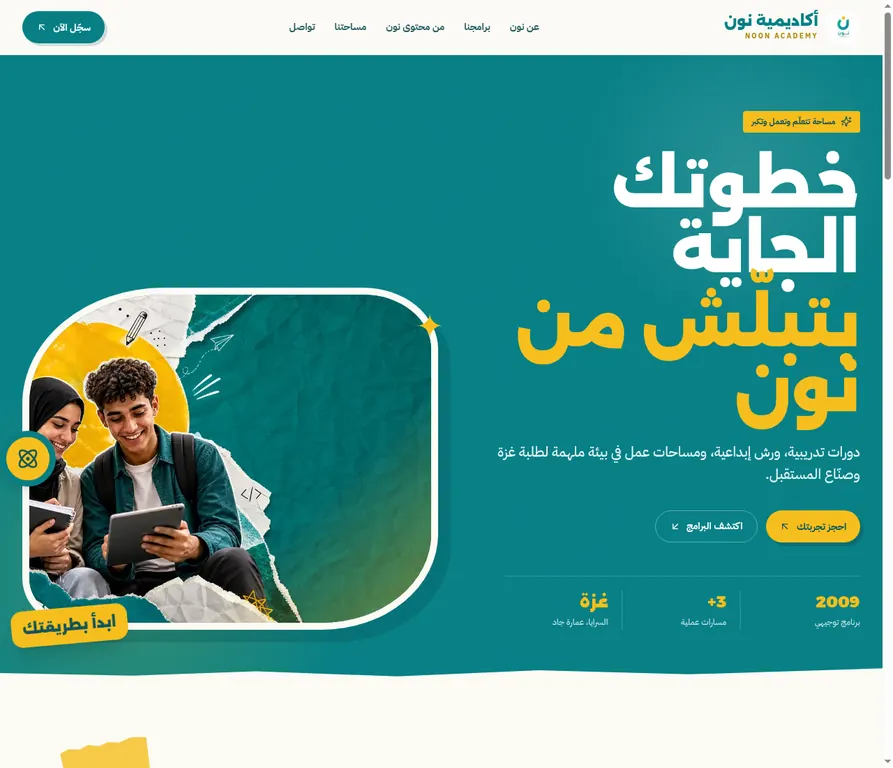 نون
أكاديمية نون
NOON ACADEMY
عن نون
برامجنا
من محتوى نون
مساحتنا
تواصل
سجّل الآن
مساحة تتعلّم وتعمل وتكبر
خطوتك
الجاية
بتبلّش من
نون
دورات تدريبية، ورش إبداعية، ومساحات عمل في بيئة ملهمة لطلبة غزة
وصنّاع المستقبل.
احجز تجربتك
اكتشف البرامج
2009
برنامج توجيهي
+3
مسارات عملية
غزة
السرايا، عمارة جاد
</>
ابدأ بطريقتك